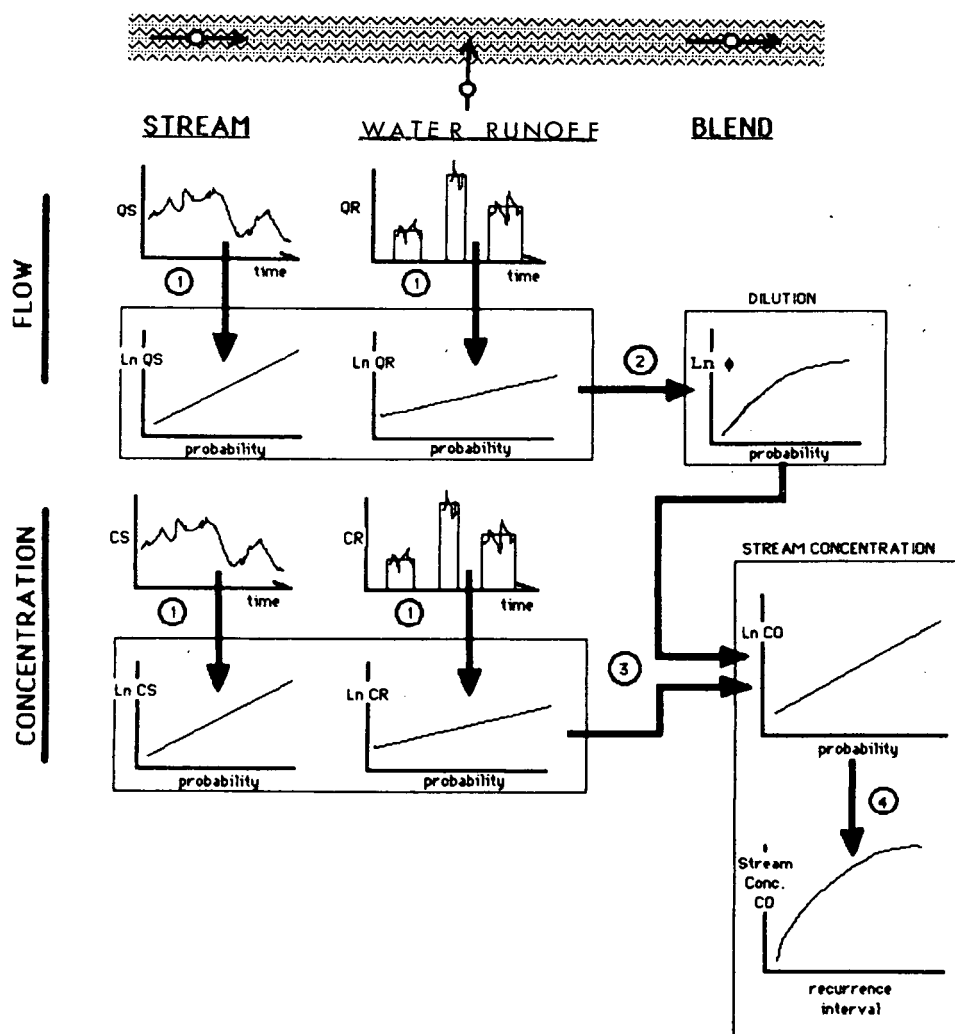 STREAM
WATER RUNOFF
BLEND
FLOW
QS
time
1
QR
time
1
Ln QS
probability
Ln QR
probability
2
DILUTION
Ln ϕ
probability
CONCENTRATION
CS
time
1
CR
time
1
Ln CS
probability
Ln CR
probability
3
STREAM CONCENTRATION
Ln CO
probability
4
Stream
Conc.
CO
recurrence
interval